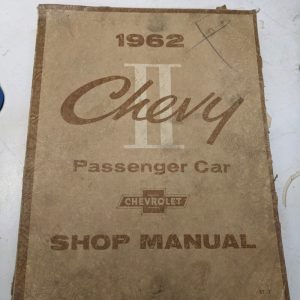 1962
Chevy II
Passenger Car
CHEVROLET
SHOP MANUAL